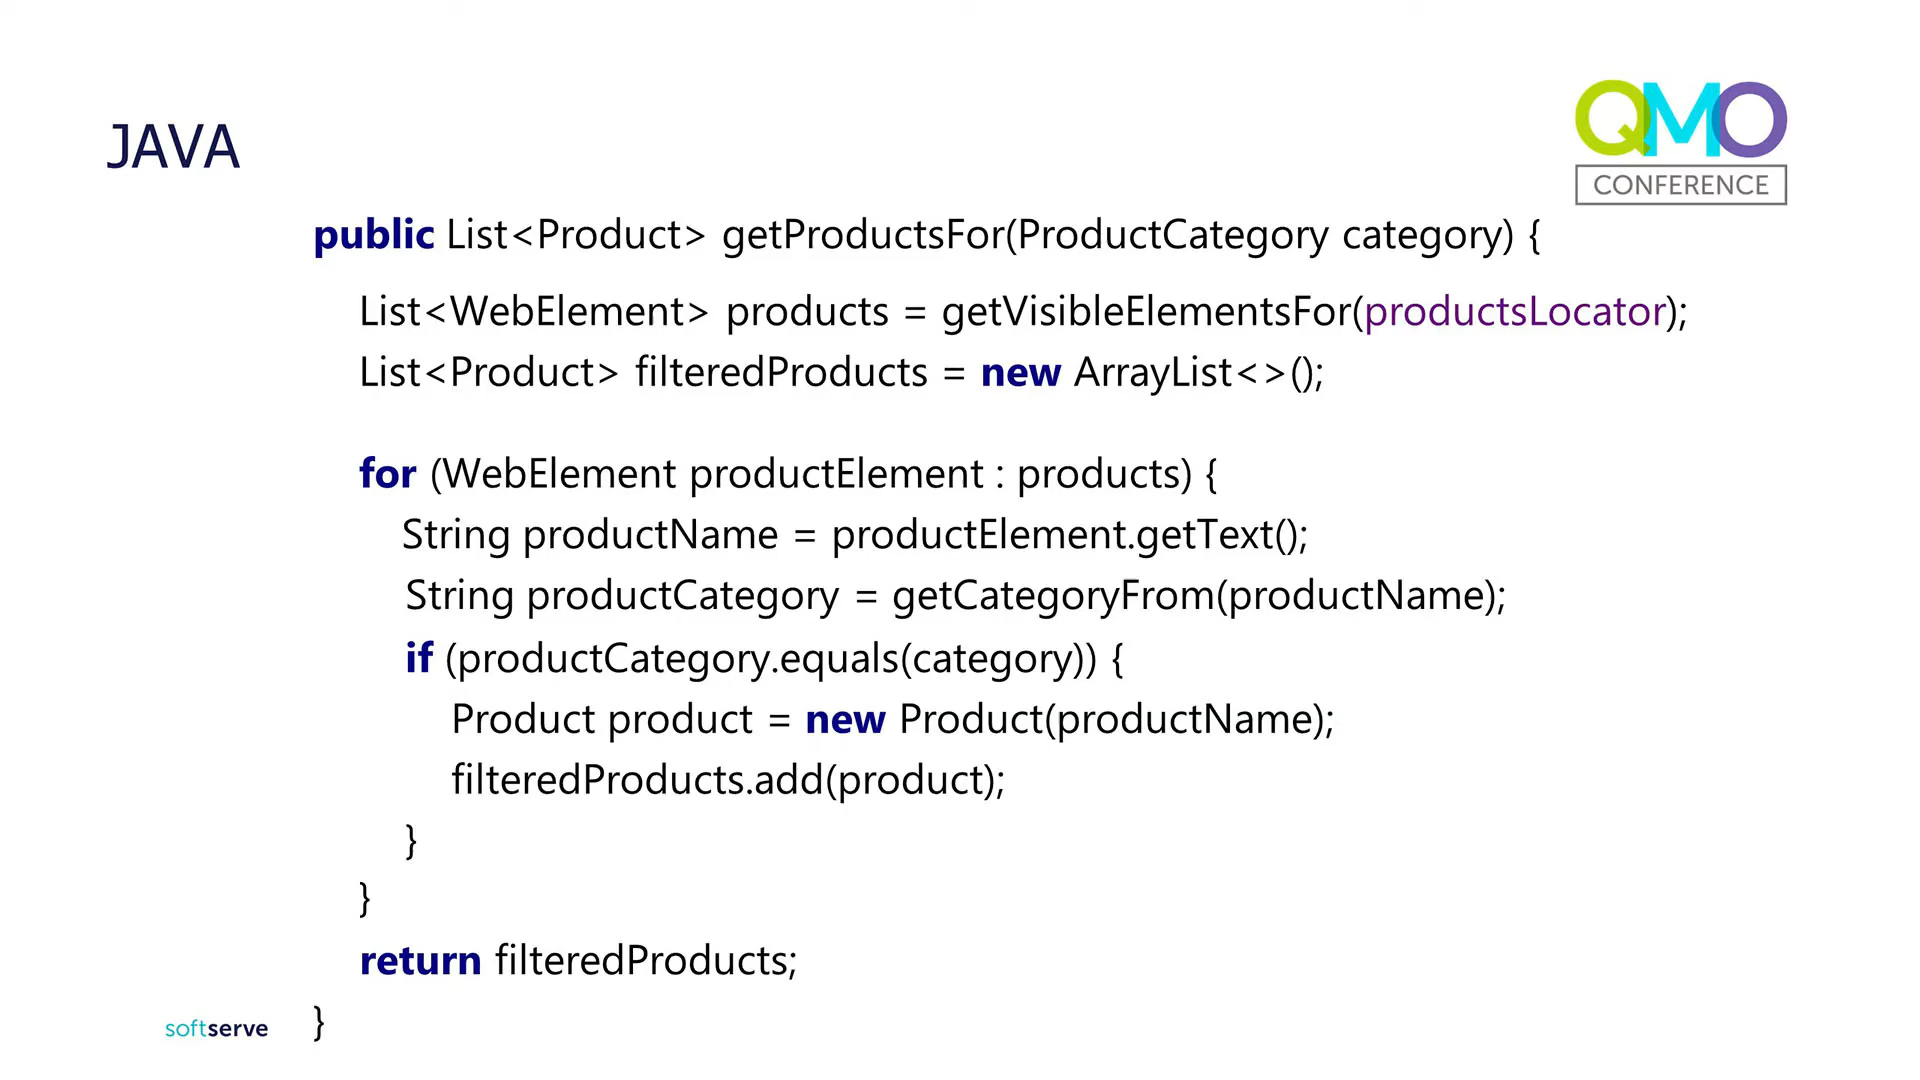 JAVA
QMO
CONFERENCE
public List<Product> getProductsFor(ProductCategory category) {
List<WebElement> products = getVisibleElementsFor(productsLocator);
List<Product> filteredProducts = new ArrayList<>();
for (WebElement productElement : products) {
String productName = productElement.getText();
String productCategory = getCategoryFrom(productName);
if (productCategory.equals(category)) {
Product product = new Product(productName);
filteredProducts.add(product);
}
}
return filteredProducts;
}
softserve